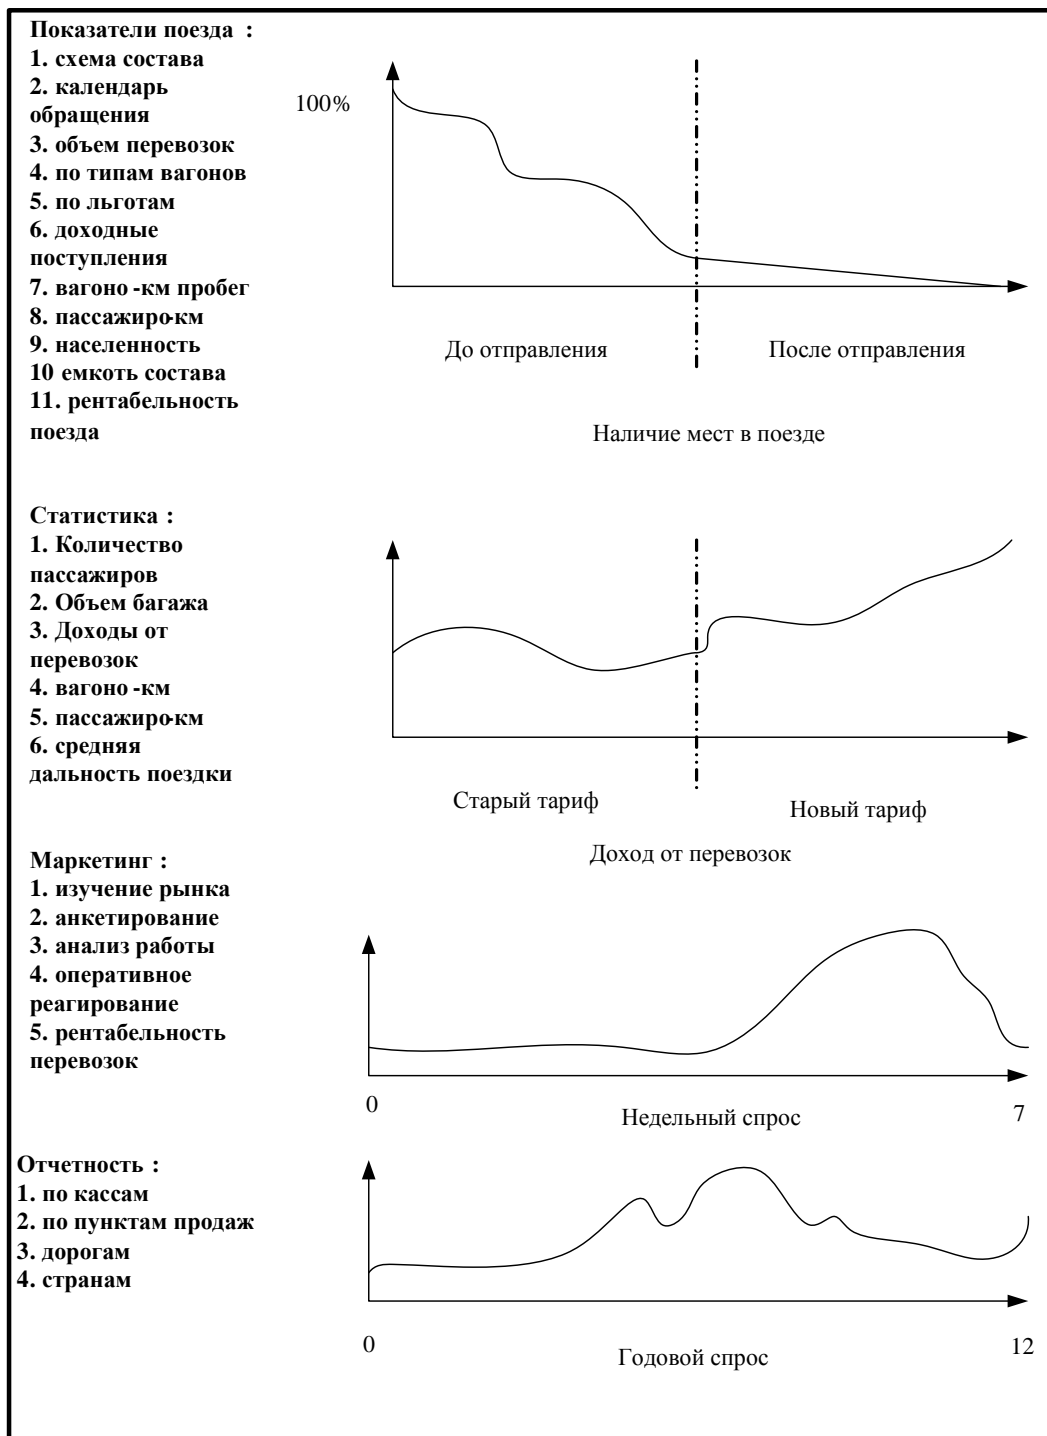 Показатели поезда :
1. схема состава
2. календарь
обращения
3. объем перевозок
4. по типам вагонов
5. по льготам
6. доходные
поступления
7. вагоно -км пробег
8. пассажиро-км
9. населенность
10 емкоть состава
11. рентабельность
поезда
100%
До отправления
После отправления
Наличие мест в поезде
Статистика :
1. Количество
пассажиров
2. Объем багажа
3. Доходы от
перевозок
4. вагоно -км
5. пассажиро-км
6. средняя
дальность поездки
Старый тариф
Новый тариф
Доход от перевозок
Маркетинг :
1. изучение рынка
2. анкетирование
3. анализ работы
4. оперативное
реагирование
5. рентабельность
перевозок
0
Недельный спрос
7
Отчетность :
1. по кассам
2. по пунктам продаж
3. дорогам
4. странам
0
Годовой спрос
12